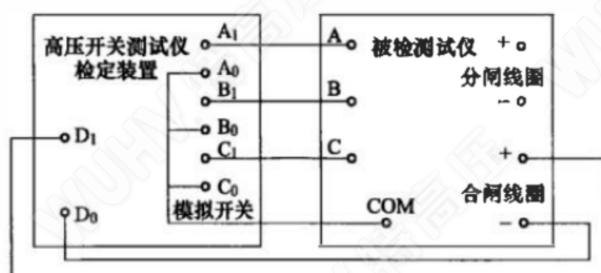 高压开关测试仪
检定装置
A₁
A₀
B₁
B₀
C₁
C₀
模拟开关
D₁
D₀
A
B
C
COM
被检测试仪
+
分闸线圈
-
+
合闸线圈
-